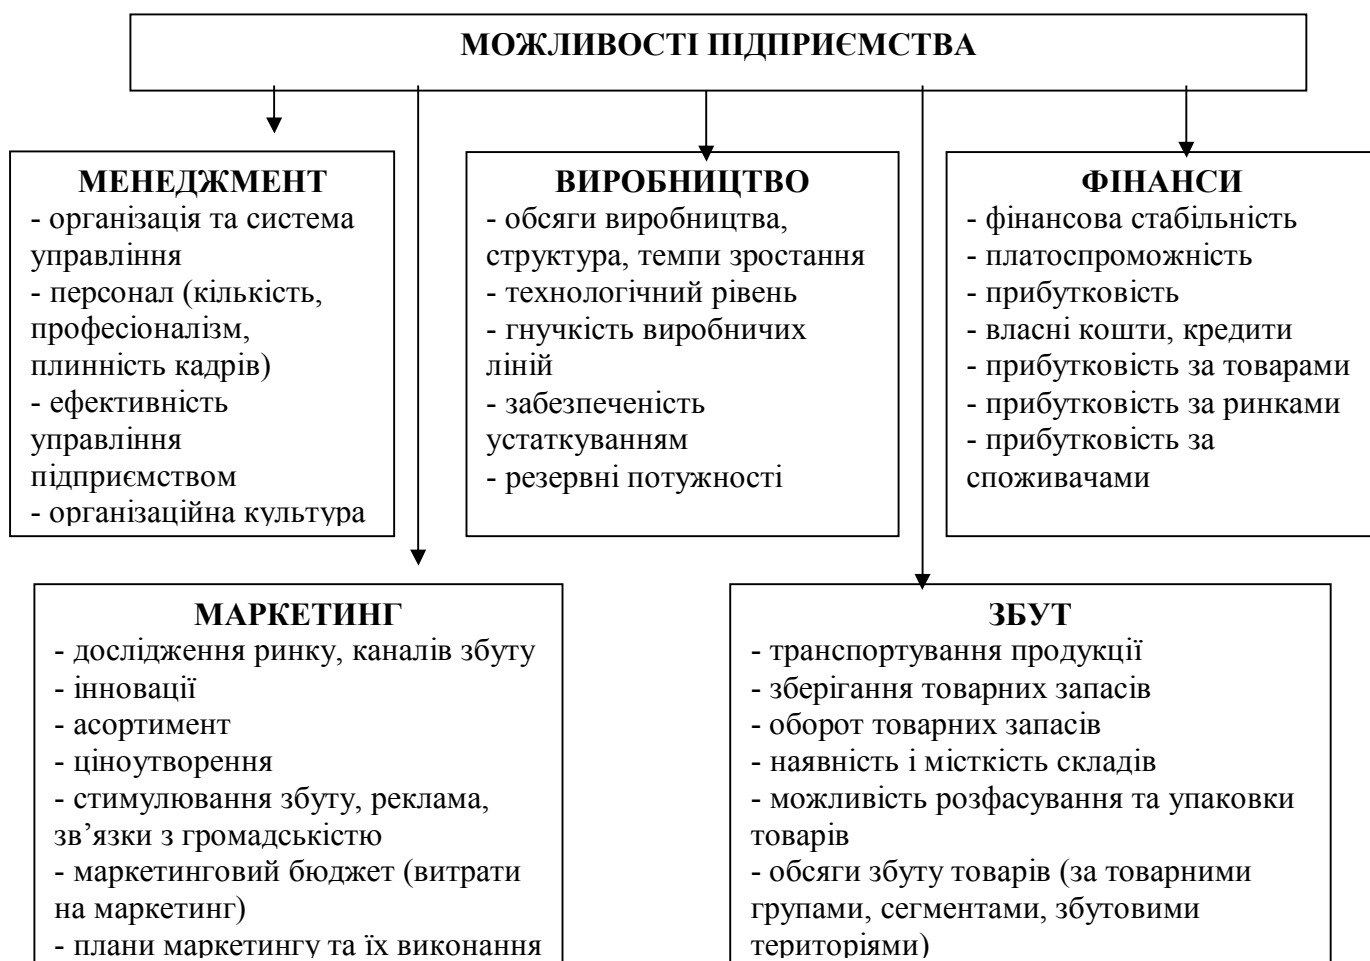 МОЖЛИВОСТІ ПІДПРИЄМСТВА
МЕНЕДЖМЕНТ
- організація та система
управління
- персонал (кількість,
професіоналізм,
плинність кадрів)
- ефективність
управління
підприємством
- організаційна культура
ВИРОБНИЦТВО
- обсяги виробництва,
структура, темпи зростання
- технологічний рівень
- гнучкість виробничих
ліній
- забезпеченість
устаткуванням
- резервні потужності
ФІНАНСИ
- фінансова стабільність
- платоспроможність
- прибутковість
- власні кошти, кредити
- прибутковість за товарами
- прибутковість за ринками
- прибутковість за
споживачами
МАРКЕТИНГ
- дослідження ринку, каналів збуту
- інновації
- асортимент
- ціноутворення
- стимулювання збуту, реклама,
зв’язки з громадськістю
- маркетинговий бюджет (витрати
на маркетинг)
- плани маркетингу та їх виконання
ЗБУТ
- транспортування продукції
- зберігання товарних запасів
- оборот товарних запасів
- наявність і місткість складів
- можливість розфасування та упаковки
товарів
- обсяги збуту товарів (за товарними
групами, сегментами, збутовими
територіями)